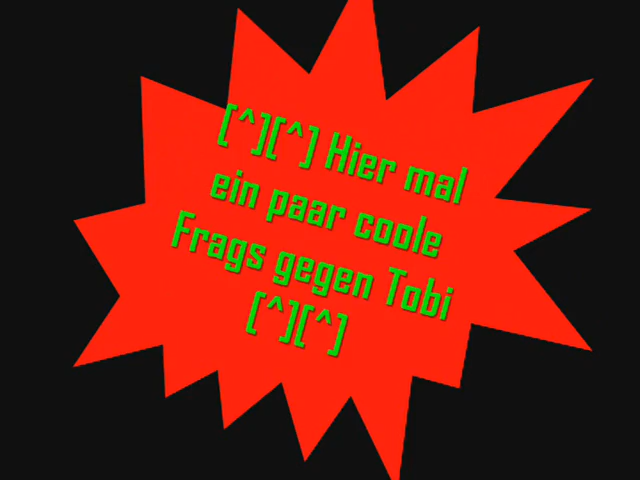 [^][^] Hier mal
ein paar coole
Frags gegen Tobi
[^][^]